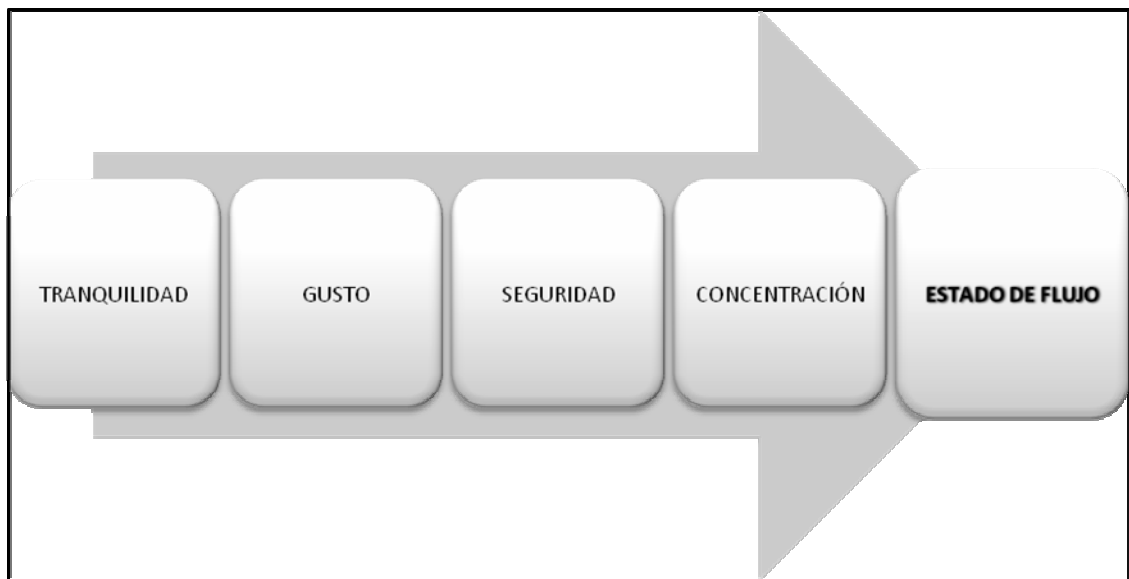 TRANQUILIDAD
GUSTO
SEGURIDAD
CONCENTRACIÓN
ESTADO DE FLUJO